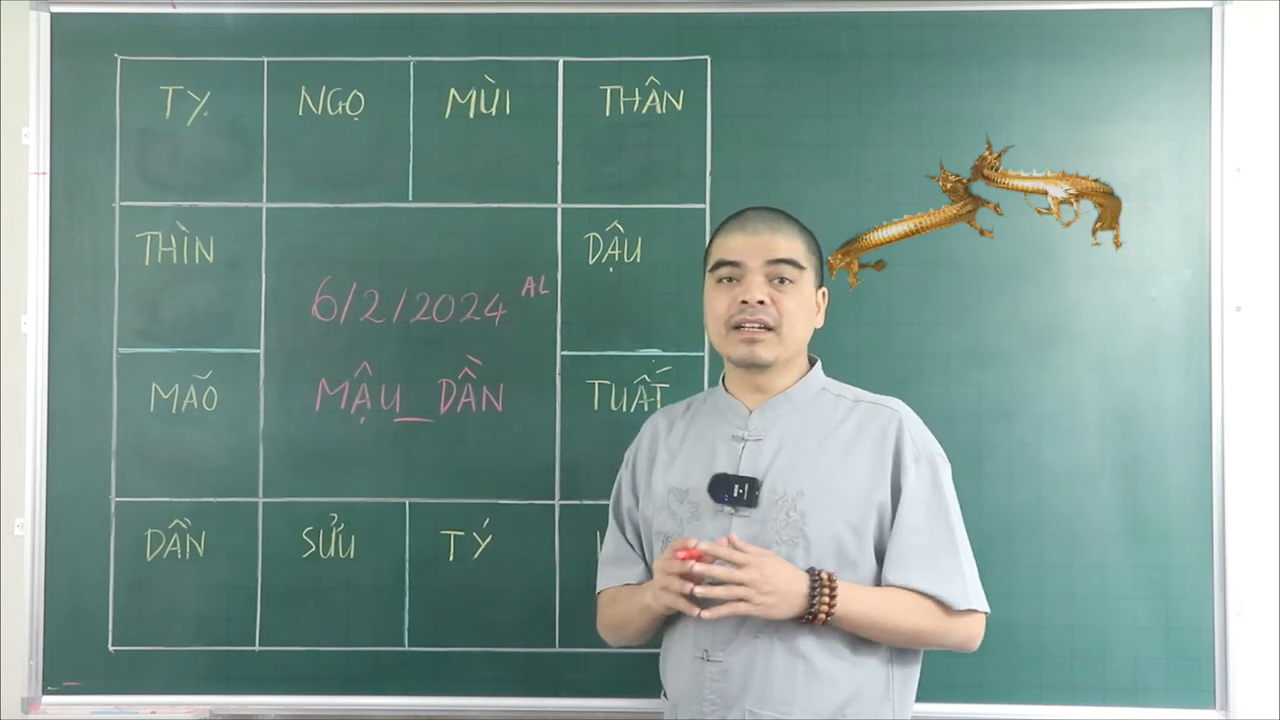 TỴ NGỌ MÙI THÂN
THÌN DẬU
6/2/2024 AL
MÃO MẬU_DẦN TUẤT
DẦN SỬU TÝ